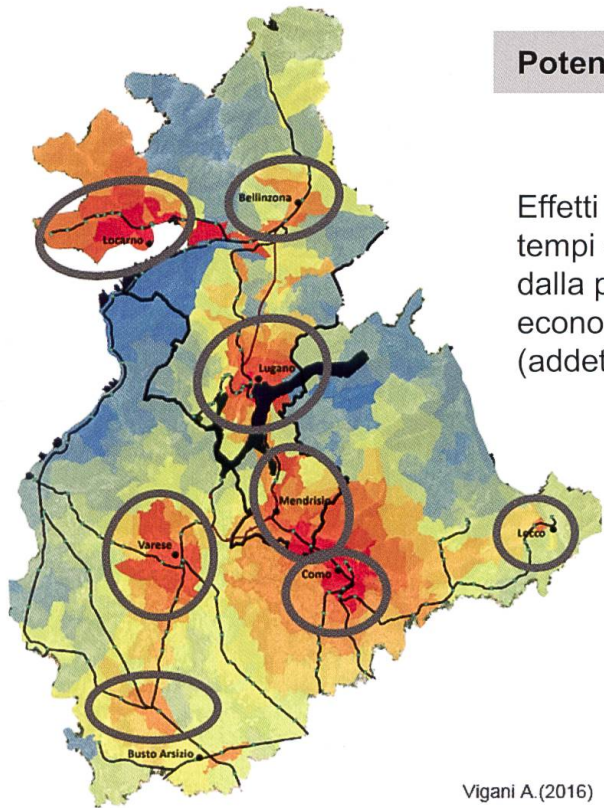 Poten
Effetti
tempi
dalla p
econo
(addet
Bellinzona
Locarno
Lugano
Mendrisio
Varese
Como
Lecco
Busto Arsizio
Vigani A.(2016)